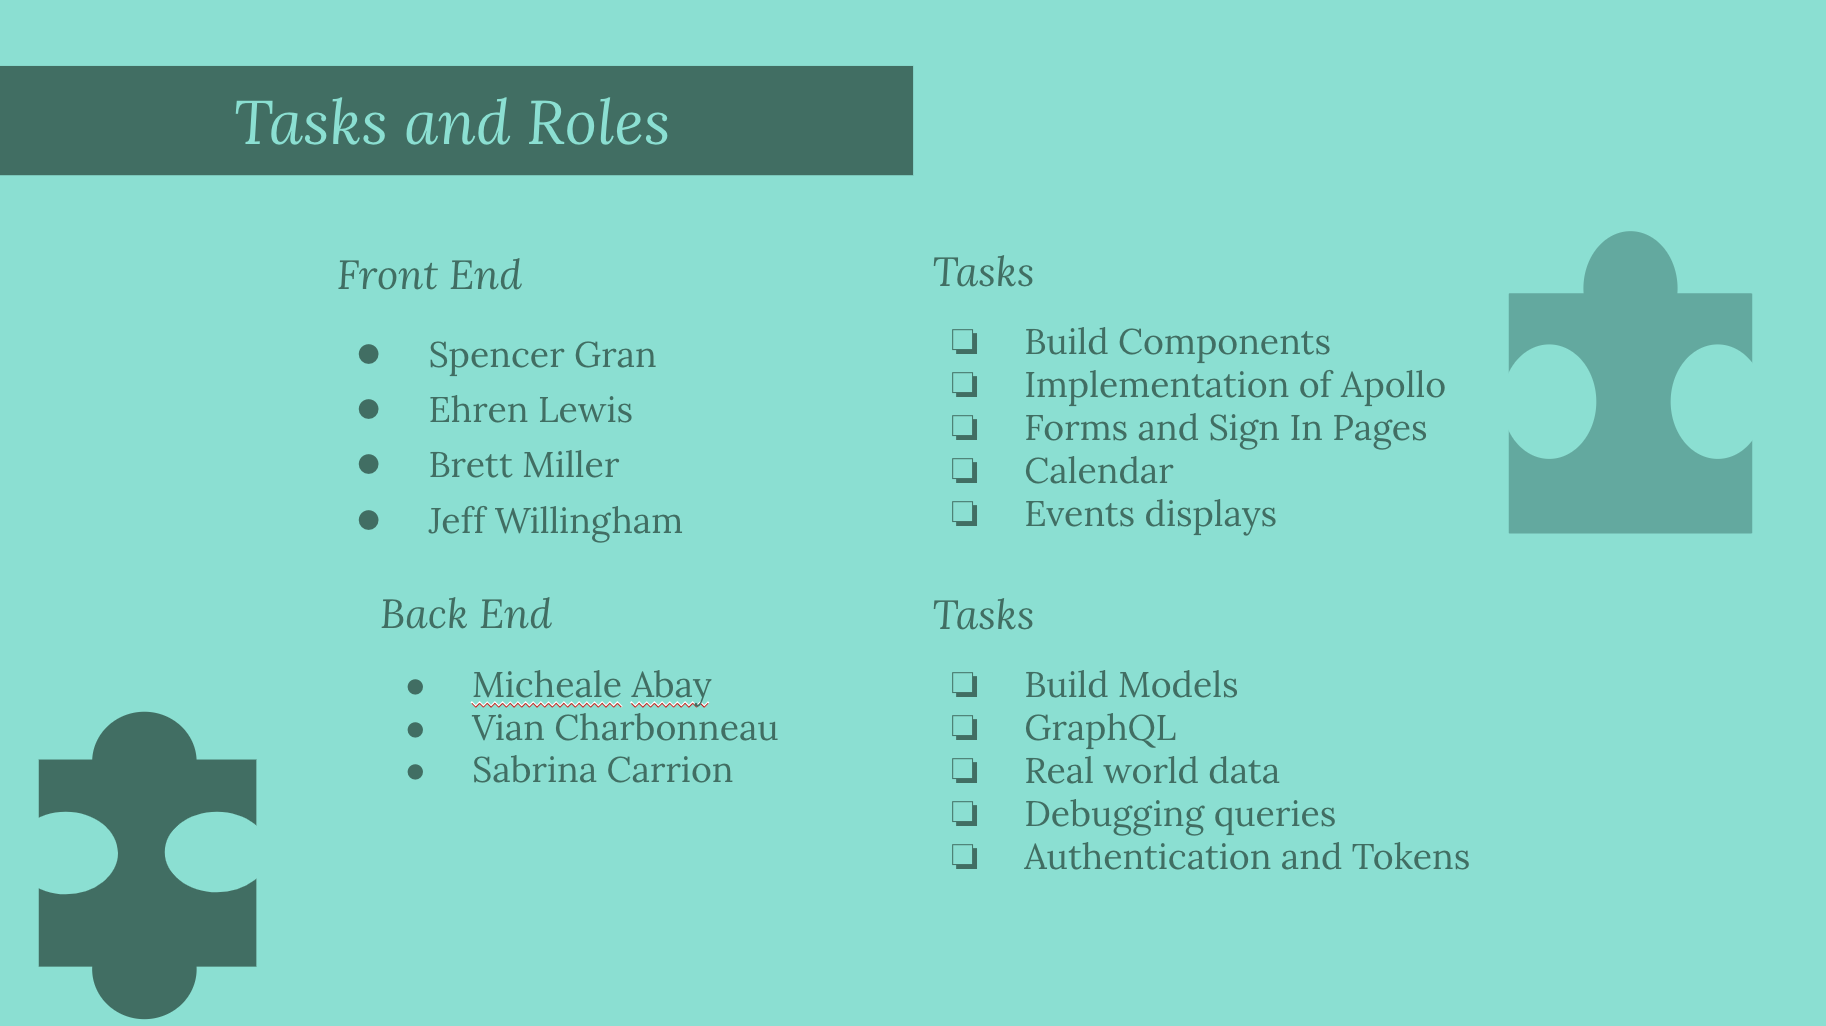 Tasks and Roles
Front End
● Spencer Gran
● Ehren Lewis
● Brett Miller
● Jeff Willingham
Tasks
❏ Build Components
❏ Implementation of Apollo
❏ Forms and Sign In Pages
❏ Calendar
❏ Events displays
Back End
● Micheale Abay
● Vian Charbonneau
● Sabrina Carrion
Tasks
❏ Build Models
❏ GraphQL
❏ Real world data
❏ Debugging queries
❏ Authentication and Tokens